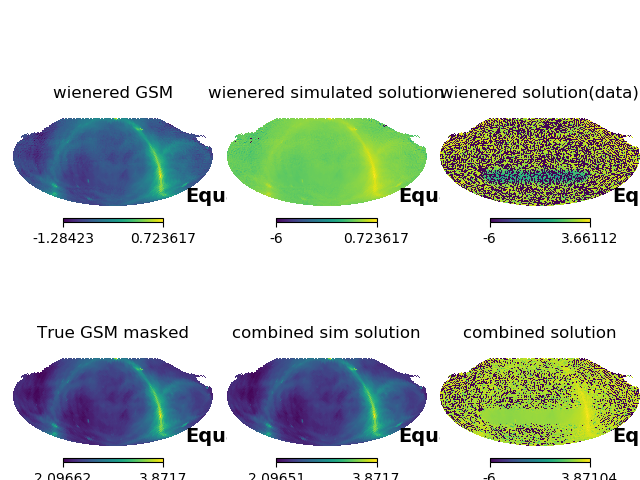 wienered GSM
wienered simulated solution
wienered solution(data)
Equ
Equ
Eq
-1.28423 0.723617
-6 0.723617
-6 3.66112
True GSM masked
combined sim solution
combined solution
Equ
Equ
Eq
2.09662 3.8717
2.09651 3.8717
-6 3.87104